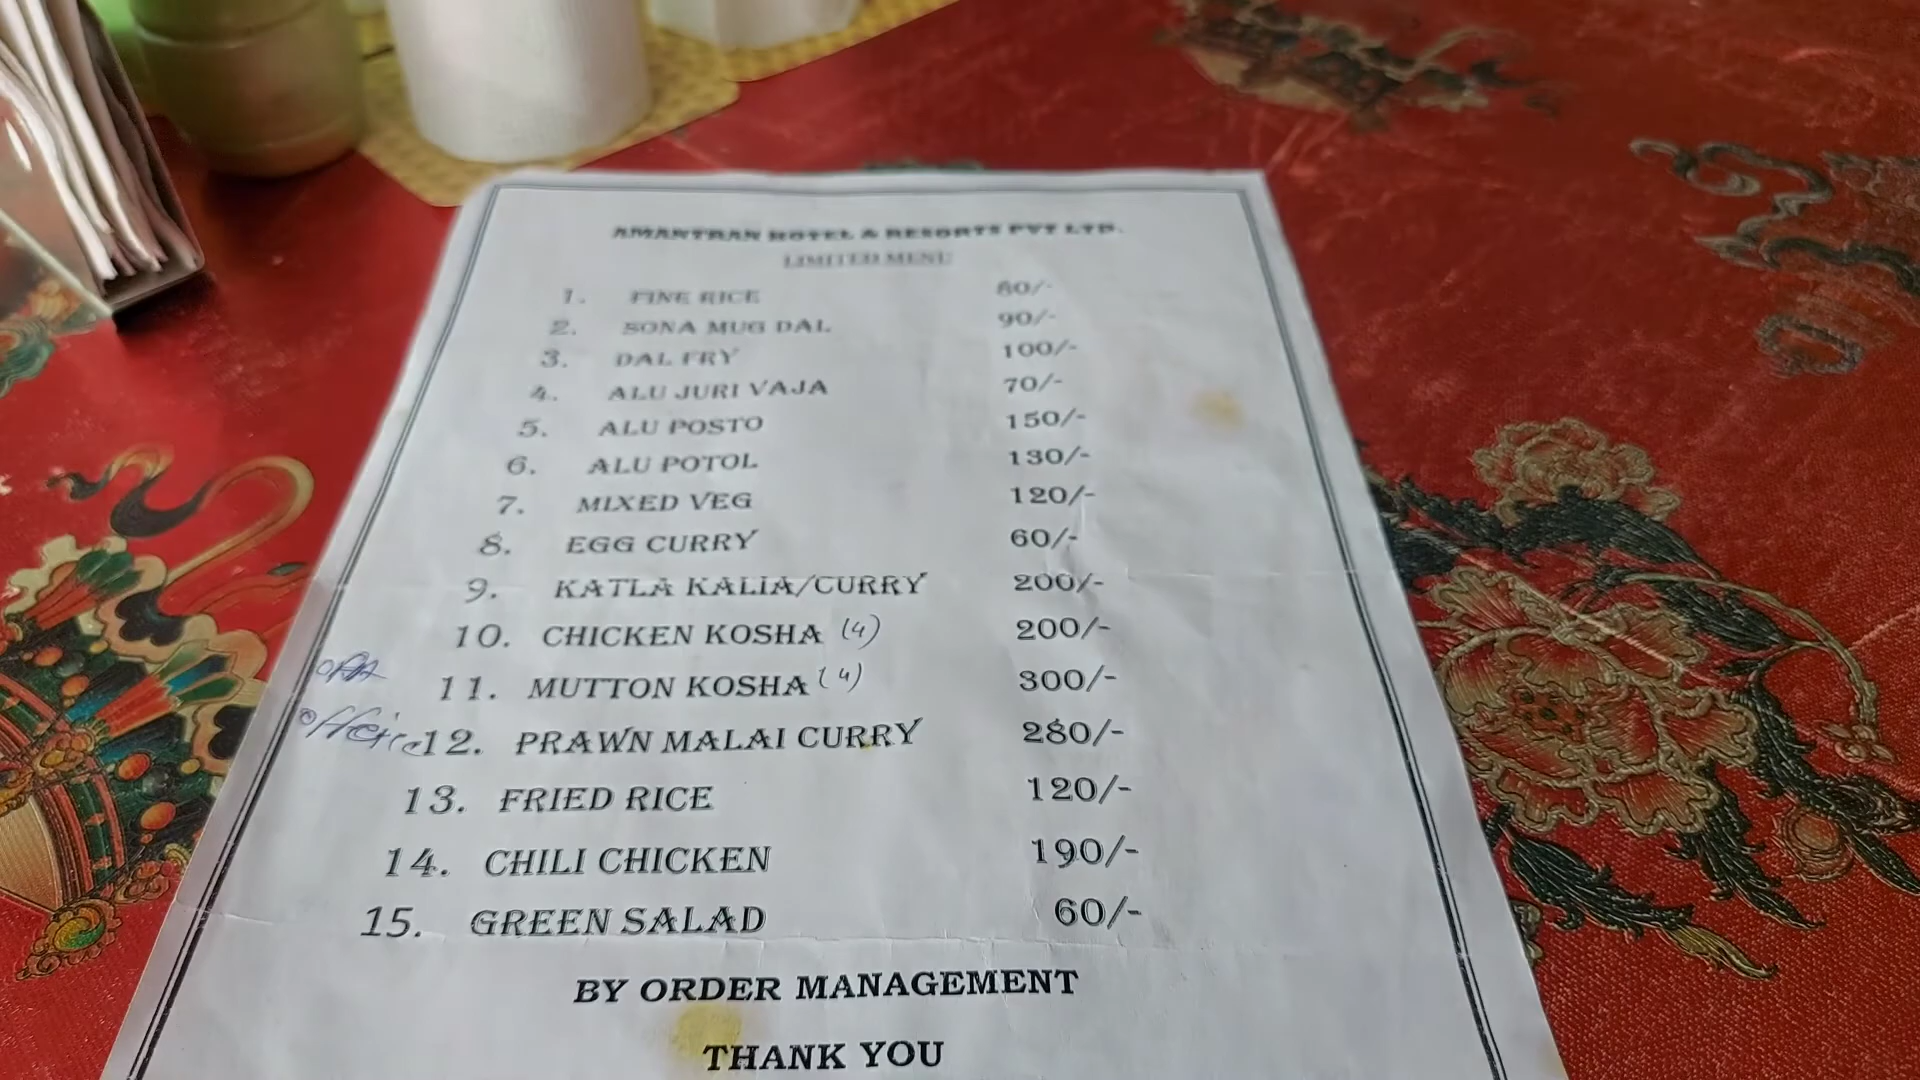 AMANTRAN HOTEL & RESORTS PVT LTD.
LIMITED MENU
1. FINE RICE 80/-
2. SONA MUG DAL 90/-
3. DAL FRY 100/-
4. ALU JURI VAJA 70/-
5. ALU POSTO 150/-
6. ALU POTOL 130/-
7. MIXED VEG 120/-
8. EGG CURRY 60/-
9. KATLA KALIA/CURRY 200/-
10. CHICKEN KOSHA (4) 200/-
11. MUTTON KOSHA (4) 300/-
12. PRAWN MALAI CURRY 280/-
13. FRIED RICE 120/-
14. CHILI CHICKEN 190/-
15. GREEN SALAD 60/-
BY ORDER MANAGEMENT
THANK YOU